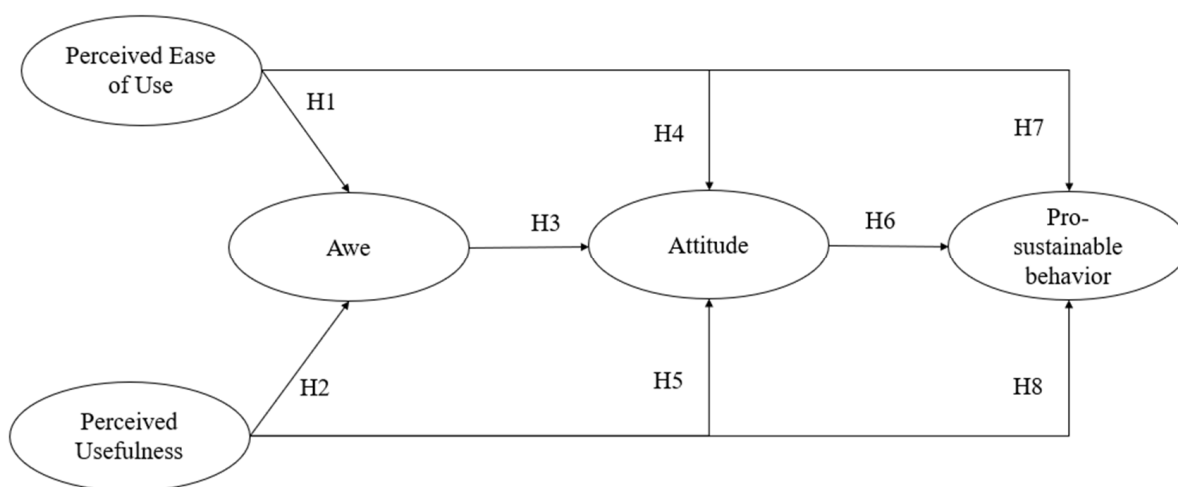 Perceived Ease
of Use
H1
H4
H7
Awe
H3
Attitude
H6
Pro-
sustainable
behavior
H2
H5
H8
Perceived
Usefulness